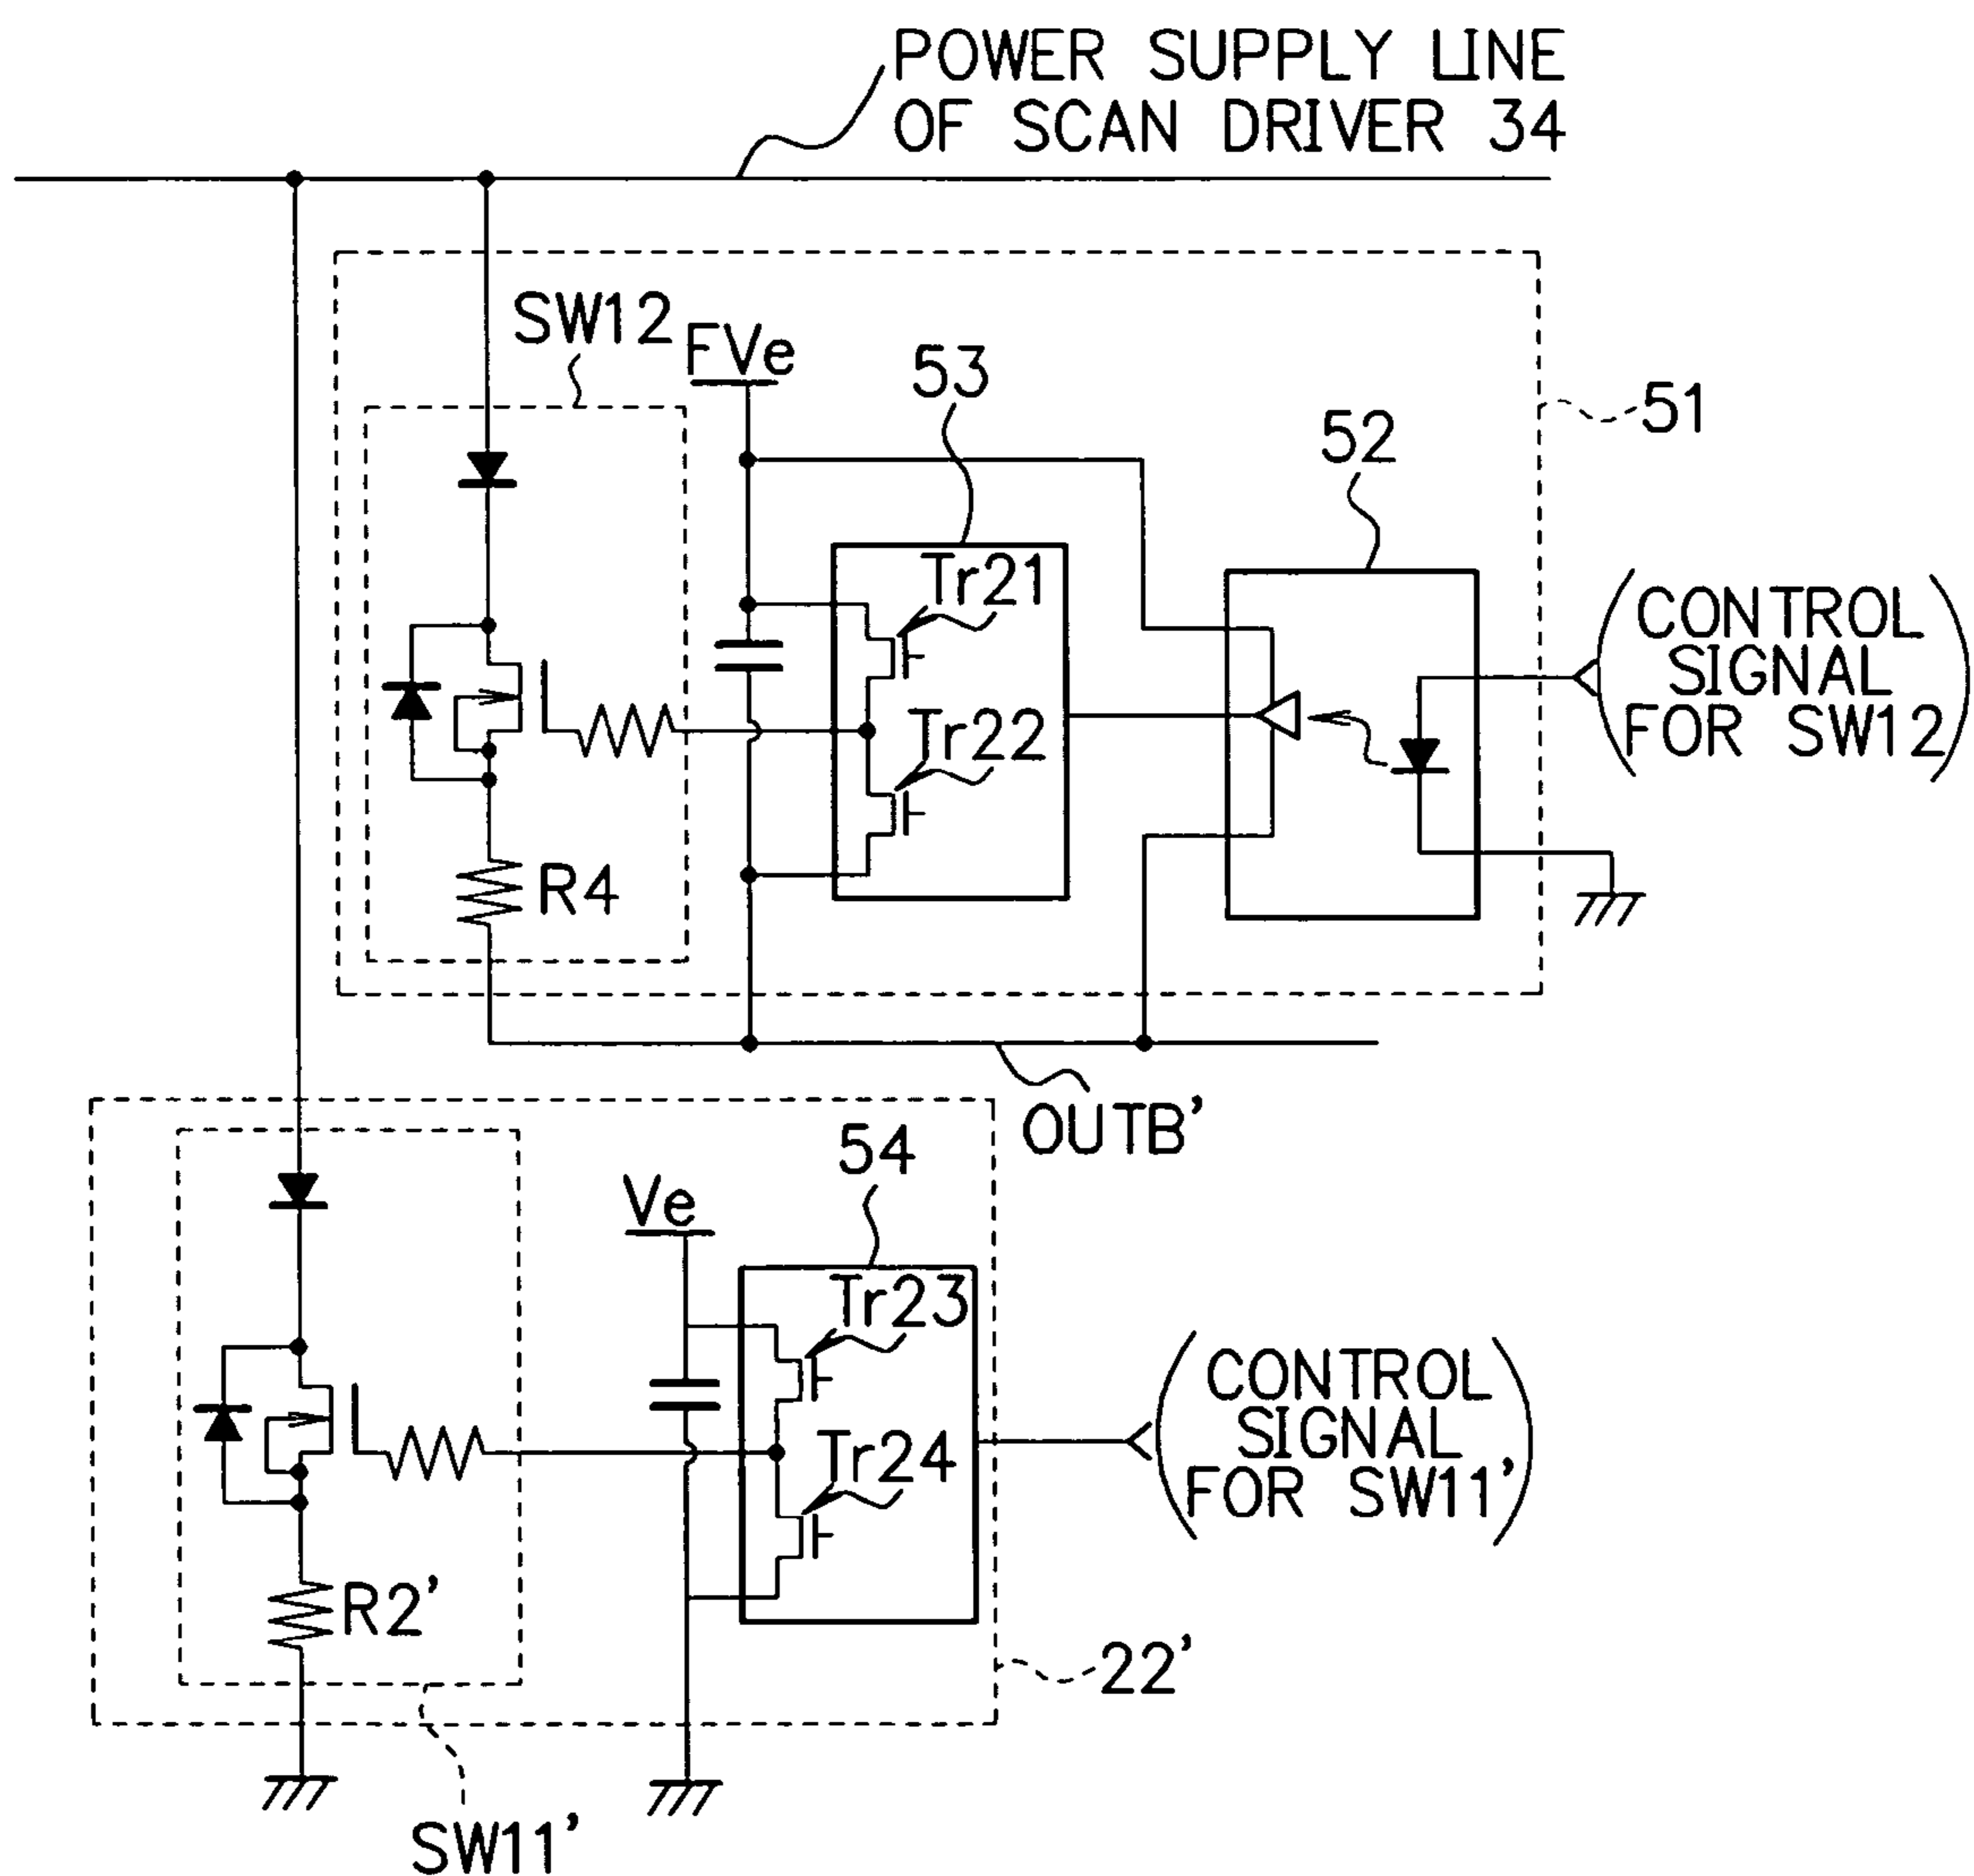 POWER SUPPLY LINE
OF SCAN DRIVER 34
SW12
FVe
53
51
52
Tr21
(CONTROL
SIGNAL
FOR SW12)
Tr22
R4
OUTB'
54
Ve
Tr23
(CONTROL
SIGNAL
FOR SW11')
Tr24
R2'
22'
SW11'